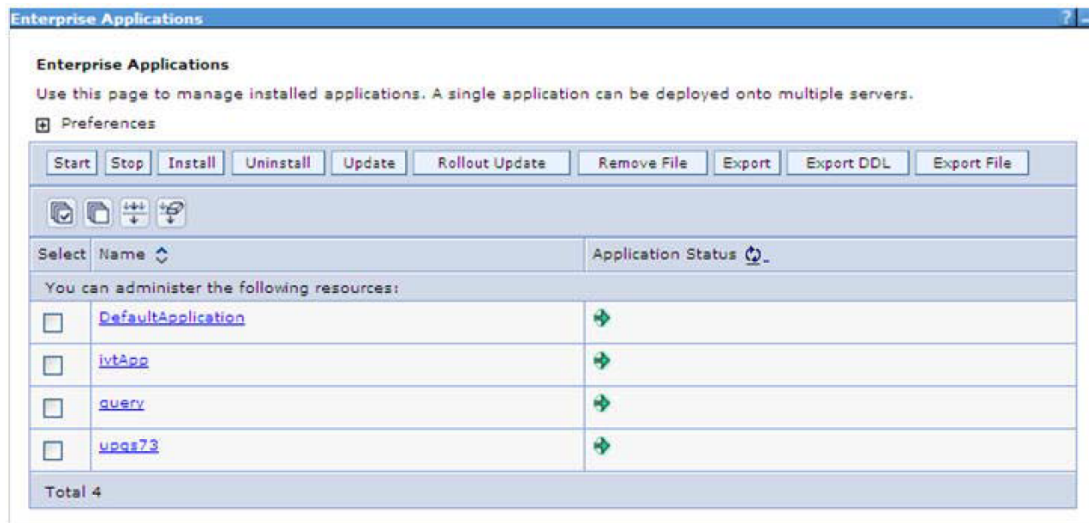 Enterprise Applications ? -
Enterprise Applications
Use this page to manage installed applications. A single application can be deployed onto multiple servers.
Preferences
Start Stop Install Uninstall Update Rollout Update Remove File Export Export DDL Export File
Select Name Application Status
You can administer the following resources:
DefaultApplication
ivtApp
query
upqs73
Total 4